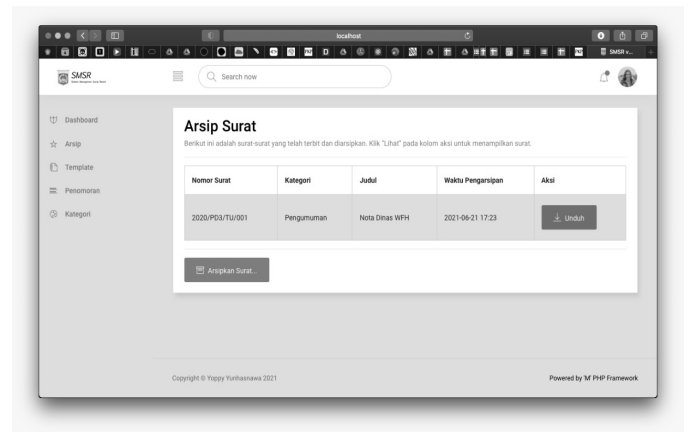 localhost
SMSR v...
SMSR
Search now
Dashboard
Arsip
Template
Penomoran
Kategori
Arsip Surat
Berikut ini adalah surat-surat yang telah terbit dan diarsipkan. Klik "Lihat" pada kolom aksi untuk menampilkan surat.
Nomor Surat Kategori Judul Waktu Pengarsipan Aksi
2020/PD3/TU/001 Pengumuman Nota Dinas WFH 2021-06-21 17:23 Unduh
Arsipkan Surat...
Copyright © Yoppy Yunhasnawa 2021 Powered by 'M' PHP Framework